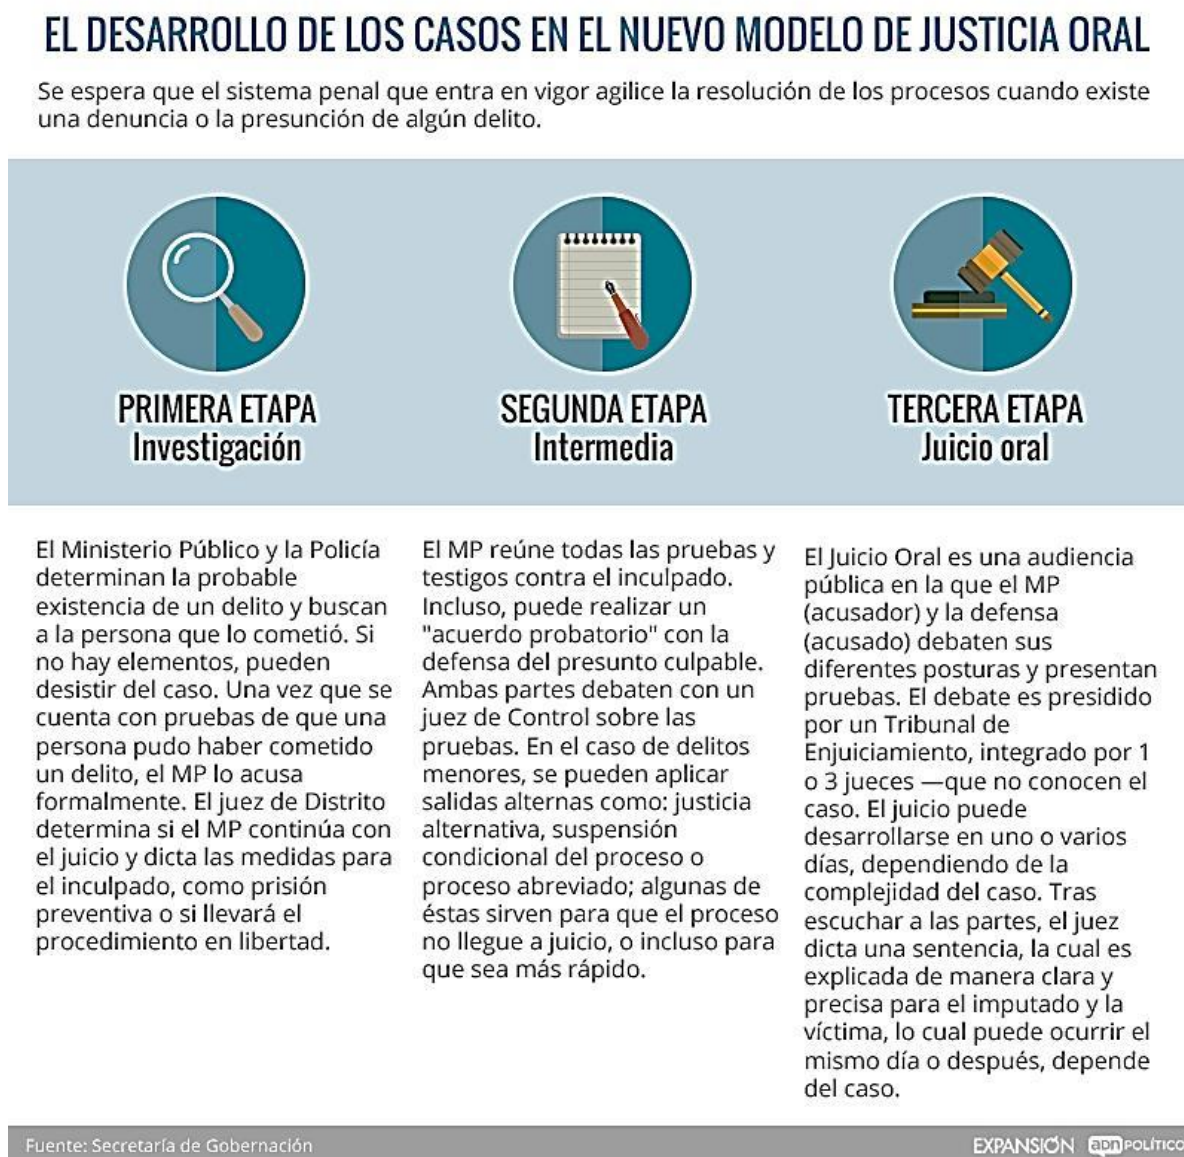 EL DESARROLLO DE LOS CASOS EN EL NUEVO MODELO DE JUSTICIA ORAL
Se espera que el sistema penal que entra en vigor agilice la resolución de los procesos cuando existe
una denuncia o la presunción de algún delito.
PRIMERA ETAPA
Investigación
SEGUNDA ETAPA
Intermedia
TERCERA ETAPA
Juicio oral
El Ministerio Público y la Policía
determinan la probable
existencia de un delito y buscan
a la persona que lo cometió. Si
no hay elementos, pueden
desistir del caso. Una vez que se
cuenta con pruebas de que una
persona pudo haber cometido
un delito, el MP lo acusa
formalmente. El juez de Distrito
determina si el MP continúa con
el juicio y dicta las medidas para
el inculpado, como prisión
preventiva o si llevará el
procedimiento en libertad.
El MP reúne todas las pruebas y
testigos contra el inculpado.
Incluso, puede realizar un
"acuerdo probatorio" con la
defensa del presunto culpable.
Ambas partes debaten con un
juez de Control sobre las
pruebas. En el caso de delitos
menores, se pueden aplicar
salidas alternas como: justicia
alternativa, suspensión
condicional del proceso o
proceso abreviado; algunas de
éstas sirven para que el proceso
no llegue a juicio, o incluso para
que sea más rápido.
El Juicio Oral es una audiencia
pública en la que el MP
(acusador) y la defensa
(acusado) debaten sus
diferentes posturas y presentan
pruebas. El debate es presidido
por un Tribunal de
Enjuiciamiento, integrado por 1
o 3 jueces —que no conocen el
caso. El juicio puede
desarrollarse en uno o varios
días, dependiendo de la
complejidad del caso. Tras
escuchar a las partes, el juez
dicta una sentencia, la cual es
explicada de manera clara y
precisa para el imputado y la
víctima, lo cual puede ocurrir el
mismo día o después, depende
del caso.
Fuente: Secretaría de Gobernación
EXPANSIÓN adn POLÍTICO